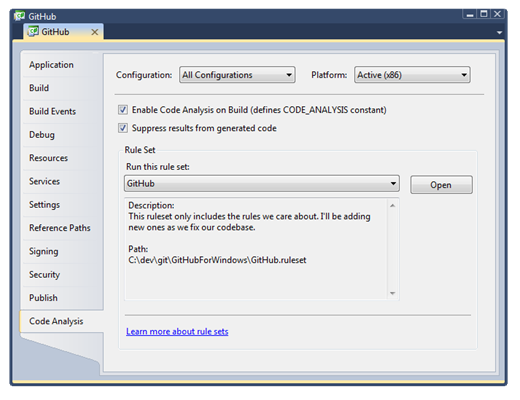 GitHub
GitHub
Application
Build
Build Events
Debug
Resources
Services
Settings
Reference Paths
Signing
Security
Publish
Code Analysis
Configuration: All Configurations Platform: Active (x86)
Enable Code Analysis on Build (defines CODE_ANALYSIS constant)
Suppress results from generated code
Rule Set
Run this rule set:
GitHub Open
Description:
This ruleset only includes the rules we care about. I'll be adding
new ones as we fix our codebase.
Path:
C:\dev\git\GitHubForWindows\GitHub.ruleset
Learn more about rule sets